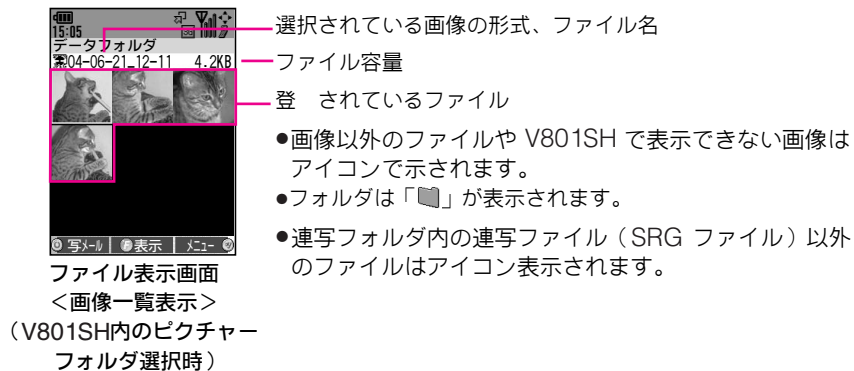 15:05
データフォルダ
04-06-21_12-11 4.2KB
写メール 表示 メニュー
ファイル表示画面
<画像一覧表示>
(V801SH内のピクチャー
フォルダ選択時)
選択されている画像の形式、ファイル名
ファイル容量
登 されているファイル
●画像以外のファイルや V801SH で表示できない画像は
アイコンで示されます。
●フォルダは「」が表示されます。
●連写フォルダ内の連写ファイル(SRG ファイル)以外
のファイルはアイコン表示されます。